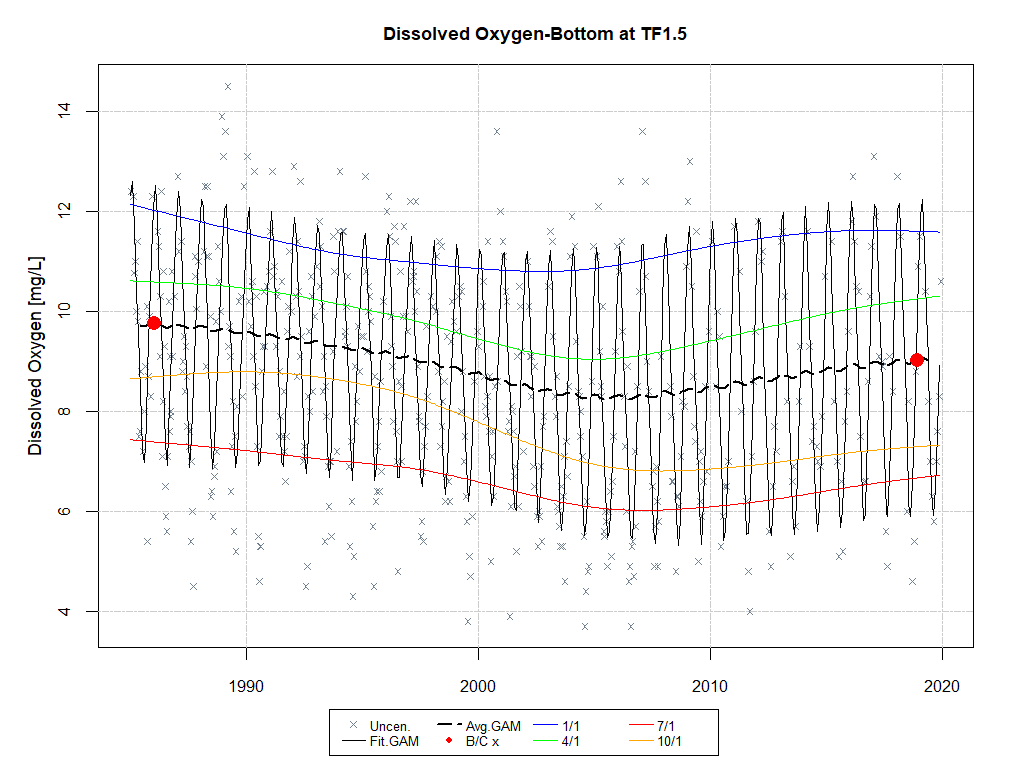 Dissolved Oxygen-Bottom at TF1.5
Dissolved Oxygen [mg/L]
14
12
10
8
6
4
1990 2000 2010 2020
Uncen. Avg.GAM 1/1 7/1
Fit.GAM B/C x 4/1 10/1